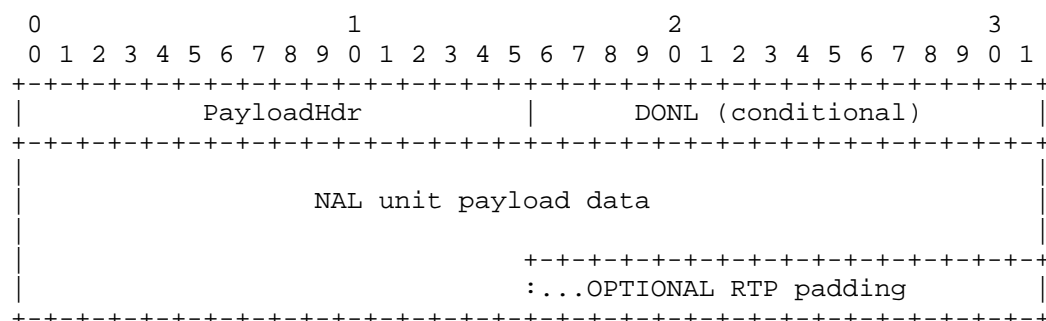 0                   1                   2                   3
 0 1 2 3 4 5 6 7 8 9 0 1 2 3 4 5 6 7 8 9 0 1 2 3 4 5 6 7 8 9 0 1
+-+-+-+-+-+-+-+-+-+-+-+-+-+-+-+-+-+-+-+-+-+-+-+-+-+-+-+-+-+-+-+-+
|           PayloadHdr          |      DONL (conditional)       |
+-+-+-+-+-+-+-+-+-+-+-+-+-+-+-+-+-+-+-+-+-+-+-+-+-+-+-+-+-+-+-+-+
|                                                               |
|                  NAL unit payload data                        |
|                                                               |
|                               +-+-+-+-+-+-+-+-+-+-+-+-+-+-+-+-+
|                               :...OPTIONAL RTP padding        |
+-+-+-+-+-+-+-+-+-+-+-+-+-+-+-+-+-+-+-+-+-+-+-+-+-+-+-+-+-+-+-+-+